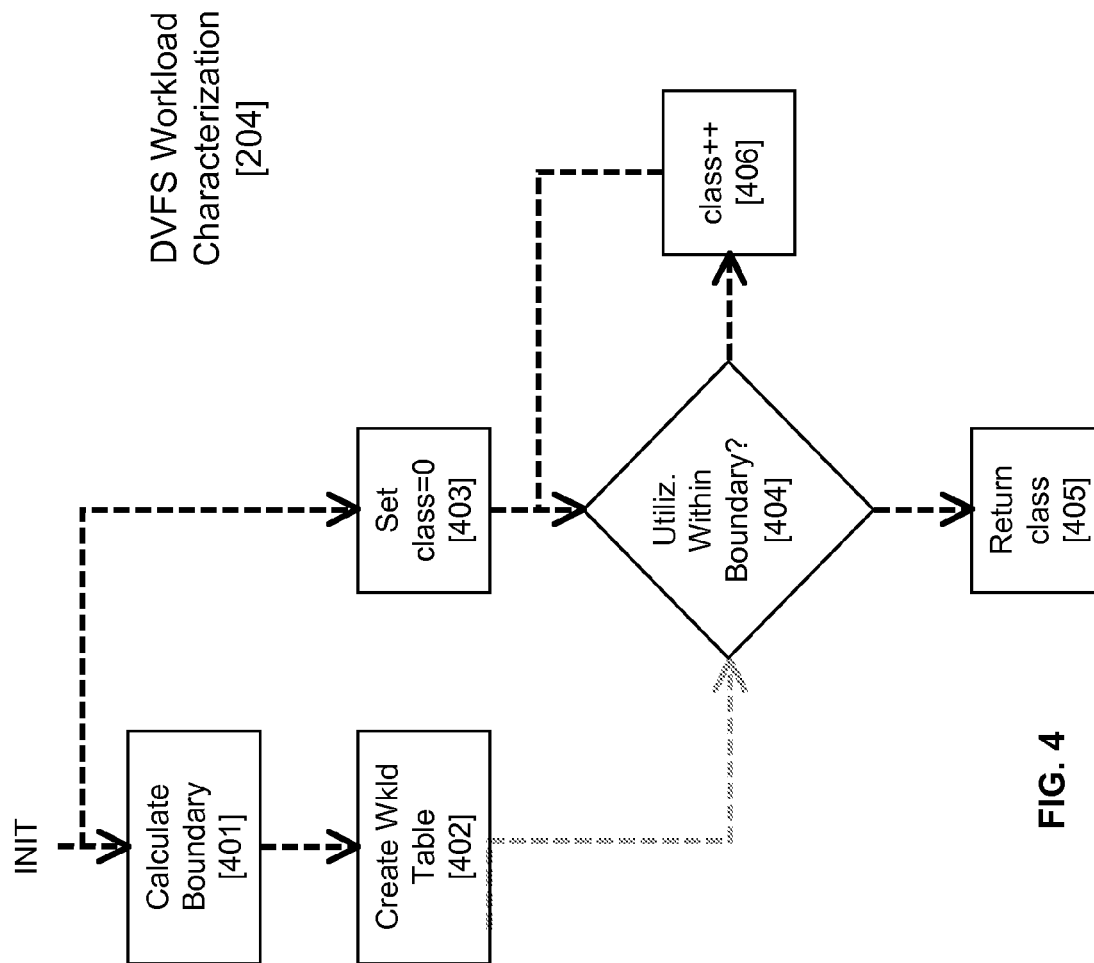 DVFS Workload
Characterization
[204]
INIT
Calculate
Boundary
[401]
Create Wkld
Table
[402]
Set
class=0
[403]
Utiliz.
Within
Boundary?
[404]
class++
[406]
Return
class
[405]
FIG. 4